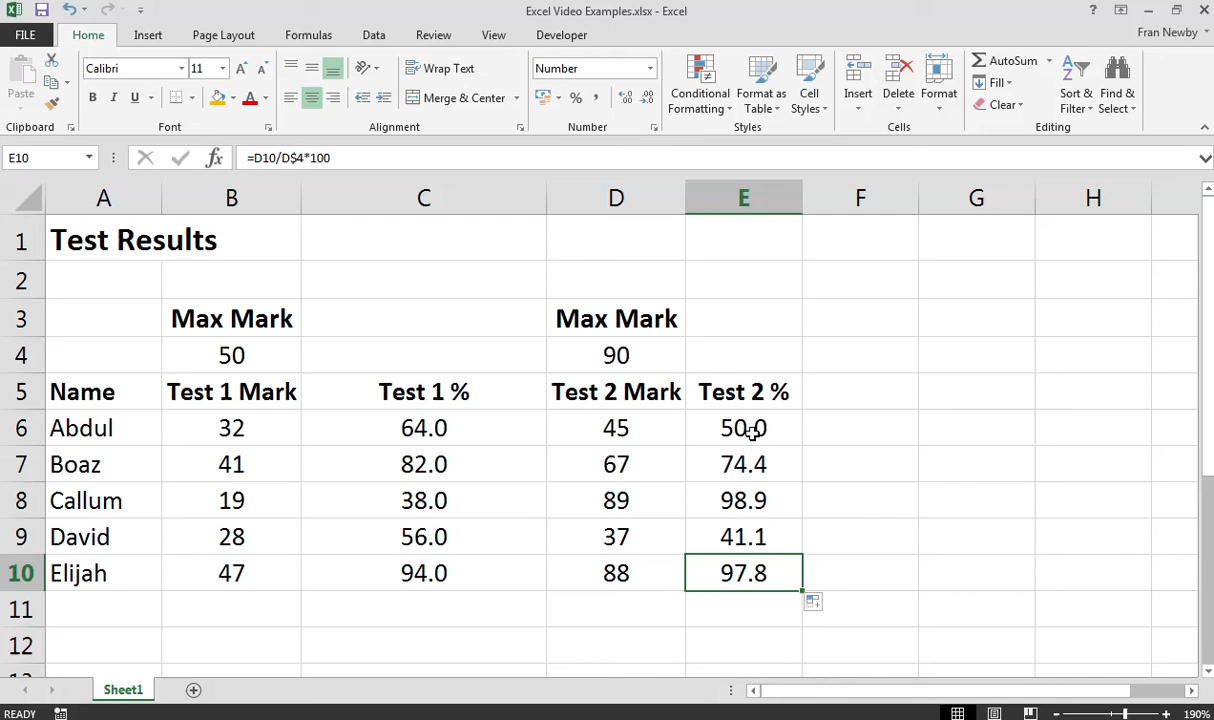 Excel Video Examples.xlsx - Excel
FILE Home Insert Page Layout Formulas Data Review View Developer Fran Newby
Paste Calibri 11 A A Wrap Text Number Conditional Formatting Format as Table Cell Styles Insert Delete Format AutoSum Fill Clear Sort & Filter Find & Select
B I U A Merge & Center % , .0 .00 .00 .0
Clipboard Font Alignment Number Styles Cells Editing
E10 fx =D10/D$4*100
A B C D E F G H
1 Test Results
2
3 Max Mark Max Mark
4 50 90
5 Name Test 1 Mark Test 1 % Test 2 Mark Test 2 %
6 Abdul 32 64.0 45 50.0
7 Boaz 41 82.0 67 74.4
8 Callum 19 38.0 89 98.9
9 David 28 56.0 37 41.1
10 Elijah 47 94.0 88 97.8
11
12
Sheet1
READY 190%